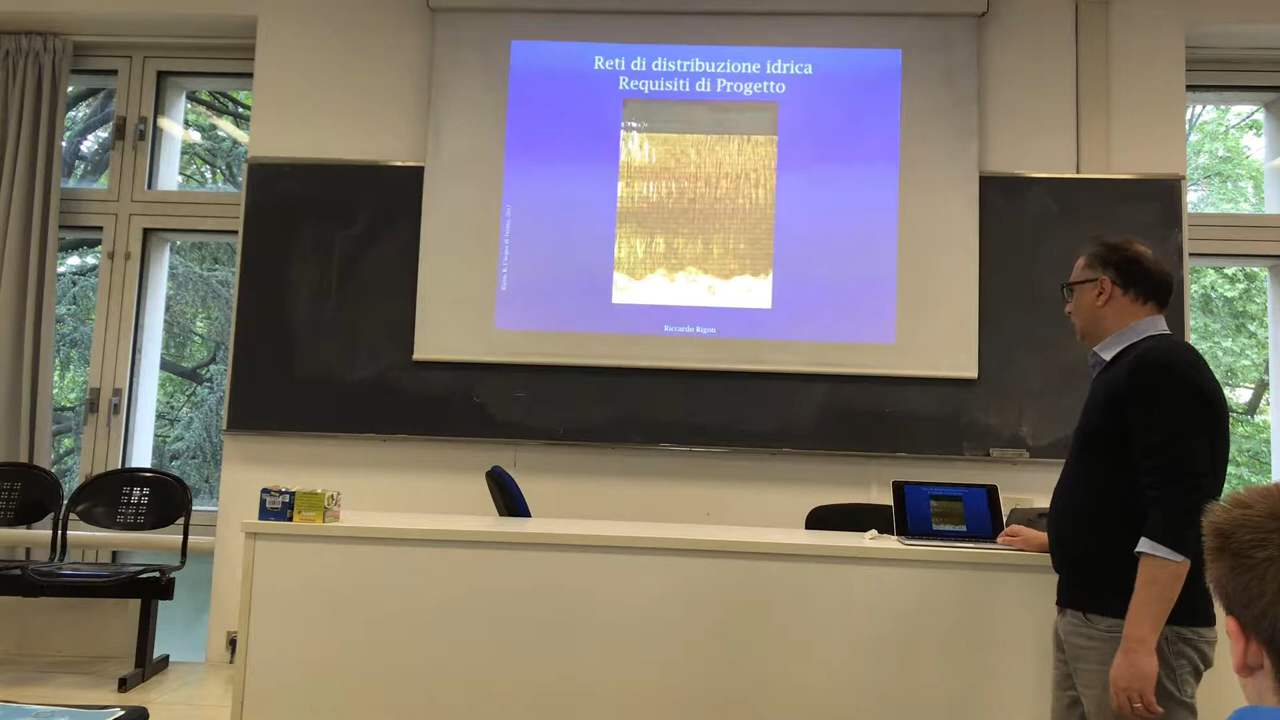 Reti di distribuzione idrica
Requisiti di Progetto
Riccardo Rigon